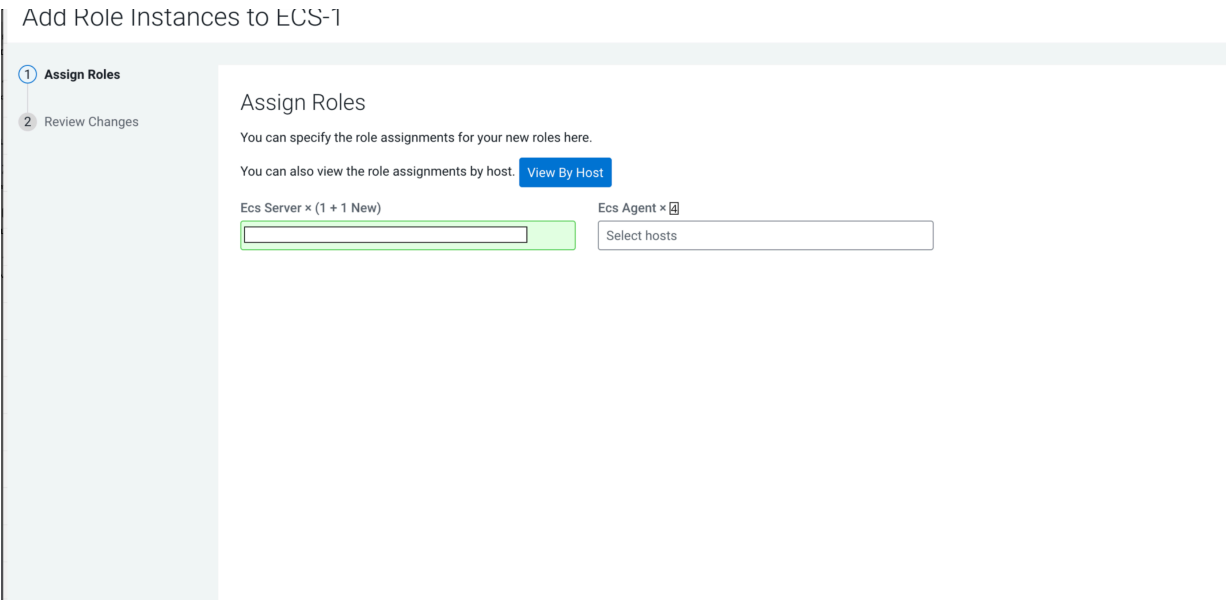 Add Role Instances to ECS-1
1 Assign Roles
2 Review Changes
Assign Roles
You can specify the role assignments for your new roles here.
You can also view the role assignments by host. View By Host
Ecs Server × (1 + 1 New)
Ecs Agent × 4
Select hosts